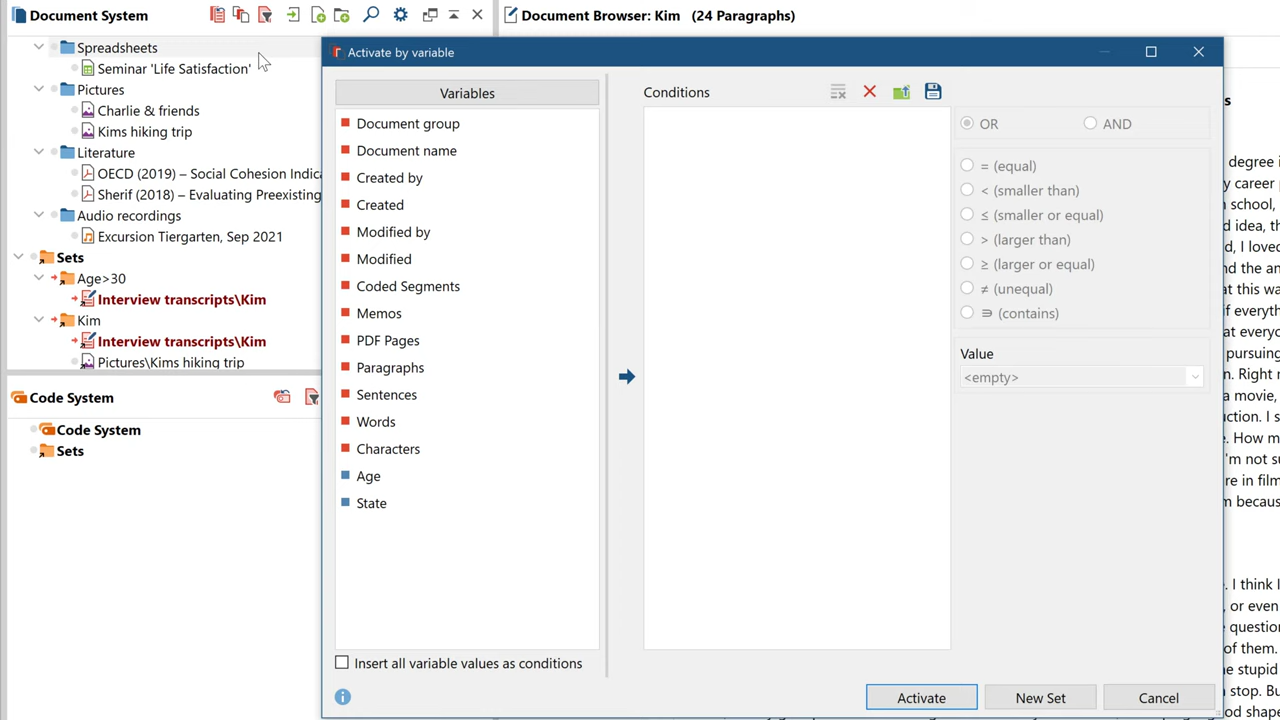 Document System
Spreadsheets
Seminar 'Life Satisfaction'
Pictures
Charlie & friends
Kims hiking trip
Literature
OECD (2019) – Social Cohesion Indica
Sherif (2018) – Evaluating Preexisting
Audio recordings
Excursion Tiergarten, Sep 2021
Sets
Age>30
Interview transcripts\Kim
Kim
Interview transcripts\Kim
Pictures\Kims hiking trip
Code System
Code System
Sets
Document Browser: Kim (24 Paragraphs)
Activate by variable
Variables
Document group
Document name
Created by
Created
Modified by
Modified
Coded Segments
Memos
PDF Pages
Paragraphs
Sentences
Words
Characters
Age
State
Insert all variable values as conditions
Conditions
OR AND
= (equal)
< (smaller than)
≤ (smaller or equal)
> (larger than)
≥ (larger or equal)
≠ (unequal)
∋ (contains)
Value
<empty>
Activate New Set Cancel
s
degree i
y career
school,
d idea, th
d, I loved
nd the an
at this wa
if everyth
at everyo
pursuing
n. Right
a movie,
uction. I s
. How m
'm not su
re in film
m becaus
. I think I
, or even
question
of them.
e stupid
stop. Bu
od shape